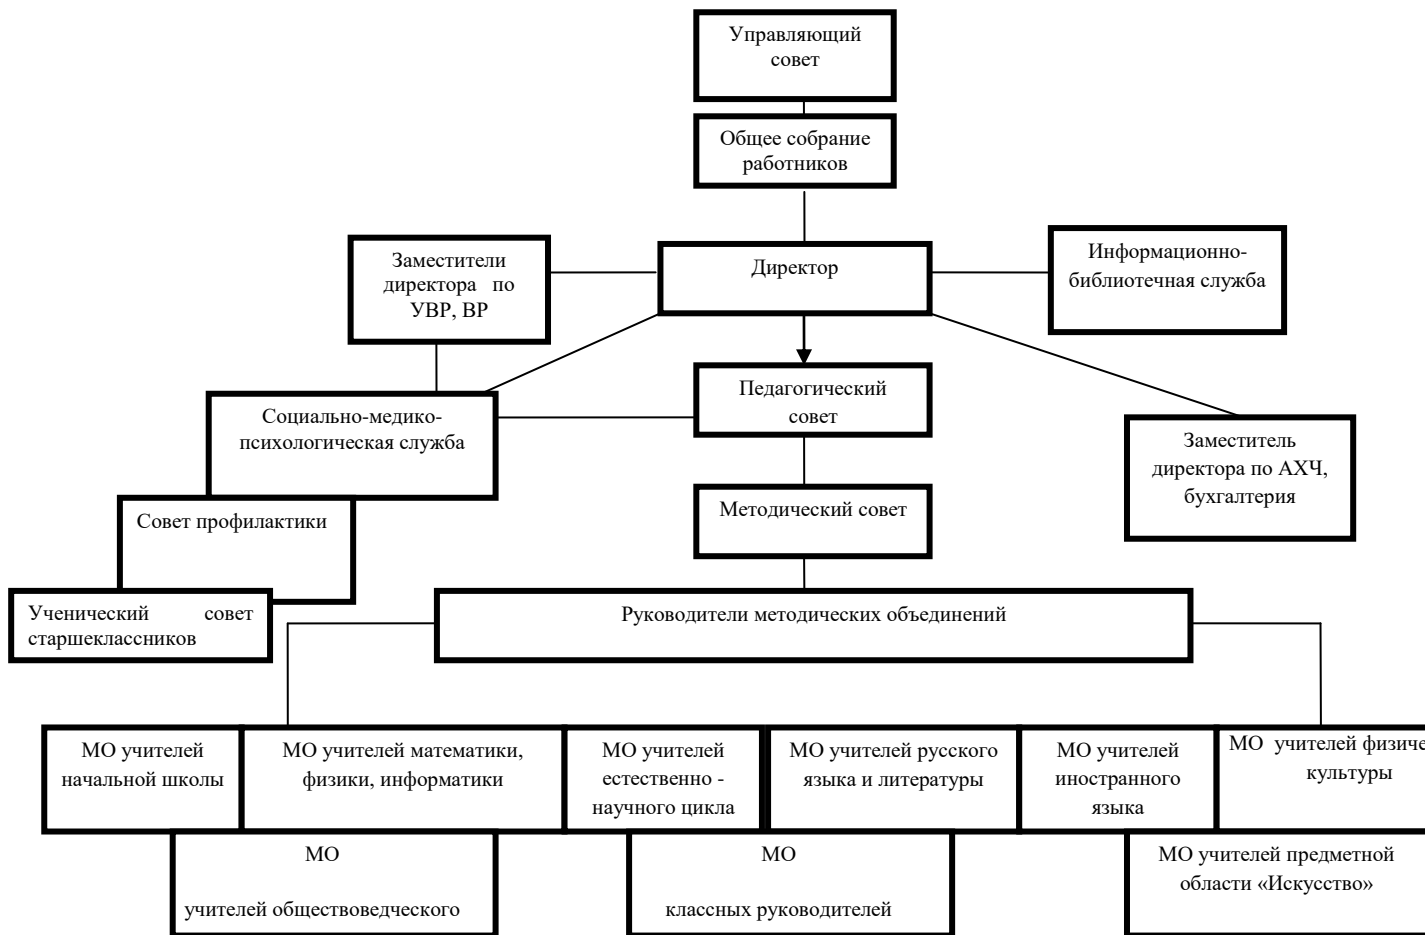 Управляющий
совет
Общее собрание
работников
Заместители
директора по
УВР, ВР
Директор
Информационно-
библиотечная служба
Социально-медико-
психологическая служба
Педагогический
совет
Заместитель
директора по АХЧ,
бухгалтерия
Совет профилактики
Методический совет
Ученический совет
старшеклассников
Руководители методических объединений
МО учителей
начальной школы
МО учителей математики,
физики, информатики
МО учителей
естественно -
научного цикла
МО учителей русского
языка и литературы
МО учителей
иностранного
языка
МО учителей физиче
культуры
МО
учителей обществоведческого
МО
классных руководителей
МО учителей предметной
области «Искусство»